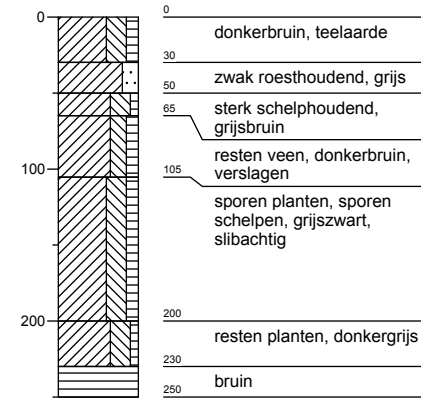 0
0
donkerbruin, teelaarde
30
zwak roesthoudend, grijs
50
65
sterk schelphoudend,
grijsbruin
resten veen, donkerbruin,
verslagen
100
105
sporen planten, sporen
schelpen, grijszwart,
slibachtig
200
200
resten planten, donkergrijs
230
bruin
250